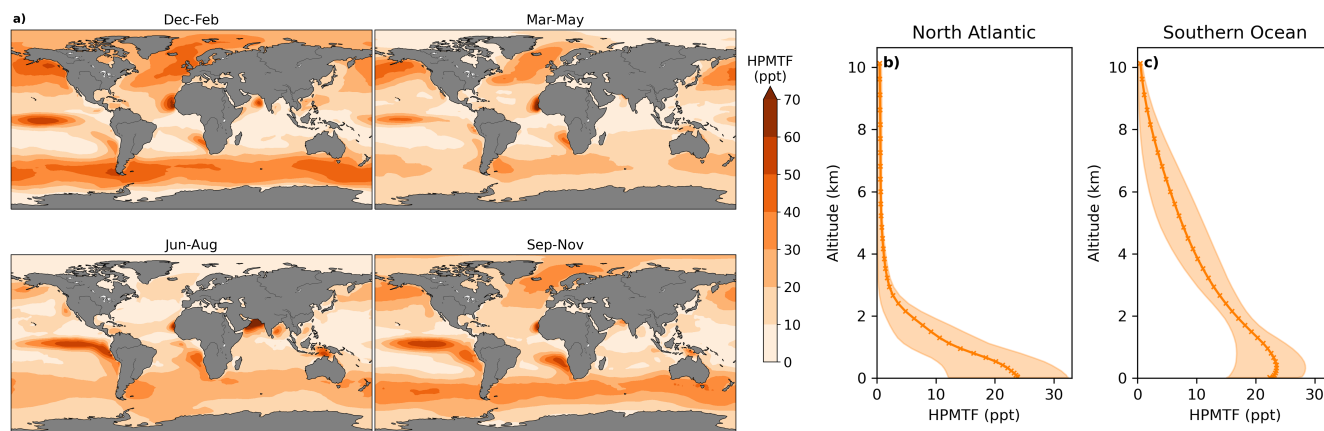 a)
Dec-Feb
Mar-May
Jun-Aug
Sep-Nov
HPMTF
(ppt)
70
60
50
40
30
20
10
0
North Atlantic
b)
Altitude (km)
10
8
6
4
2
0
0 10 20 30
HPMTF (ppt)
Southern Ocean
c)
Altitude (km)
10
8
6
4
2
0
0 10 20 30
HPMTF (ppt)